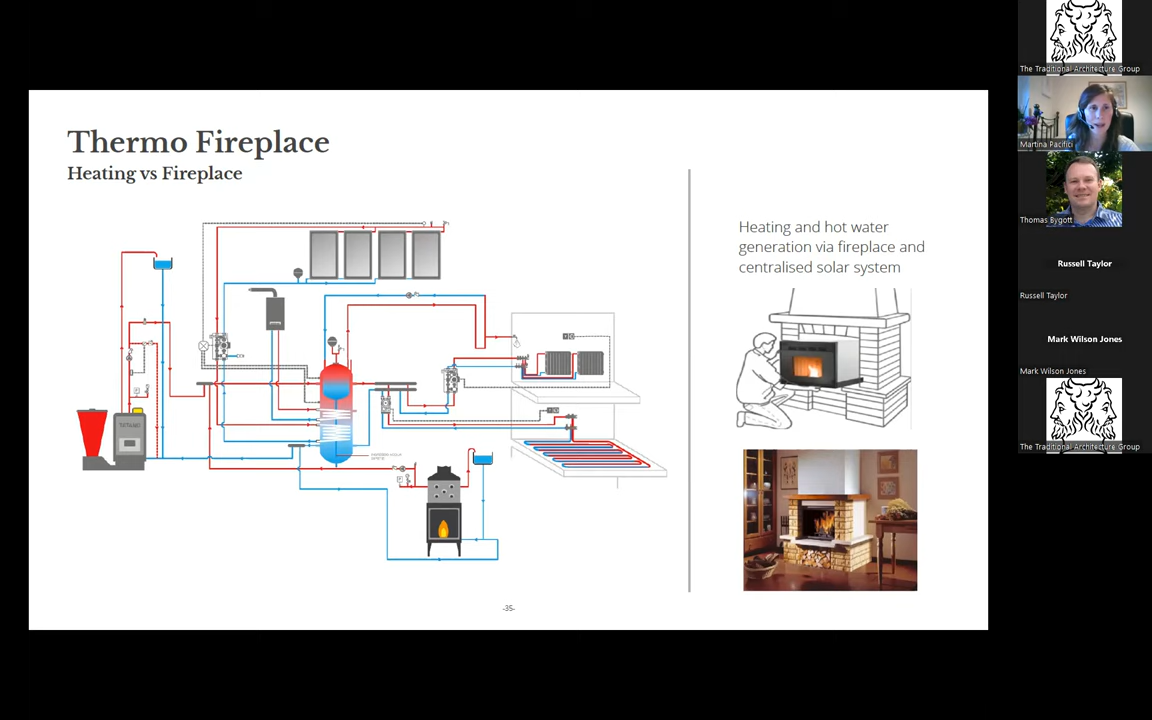 Thermo Fireplace
Heating vs Fireplace
Heating and hot water
generation via fireplace and
centralised solar system
-35-
The Traditional Architecture Group
Martina Pacifici
Thomas Bygott
Russell Taylor
Russell Taylor
Mark Wilson Jones
Mark Wilson Jones
The Traditional Architecture Group